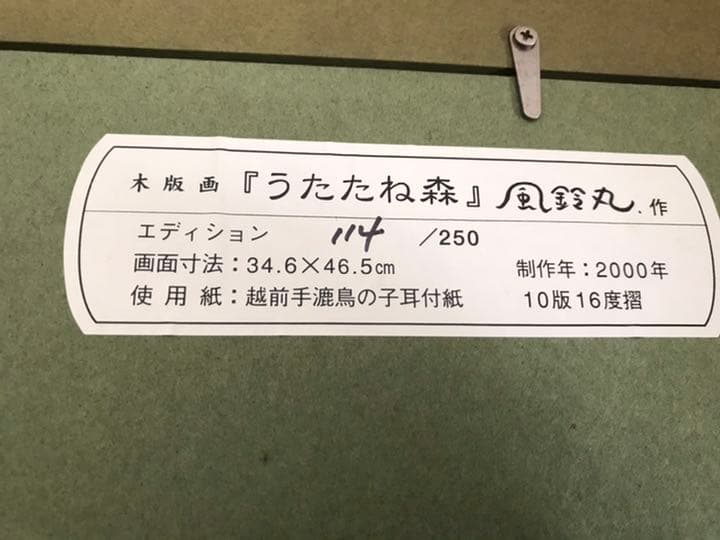 木版画『うたたね森』風鈴丸.作
エディション 114 /250
画面寸法：34.6×46.5cm 制作年：2000年
使用紙：越前手漉鳥の子耳付紙 10版16度摺